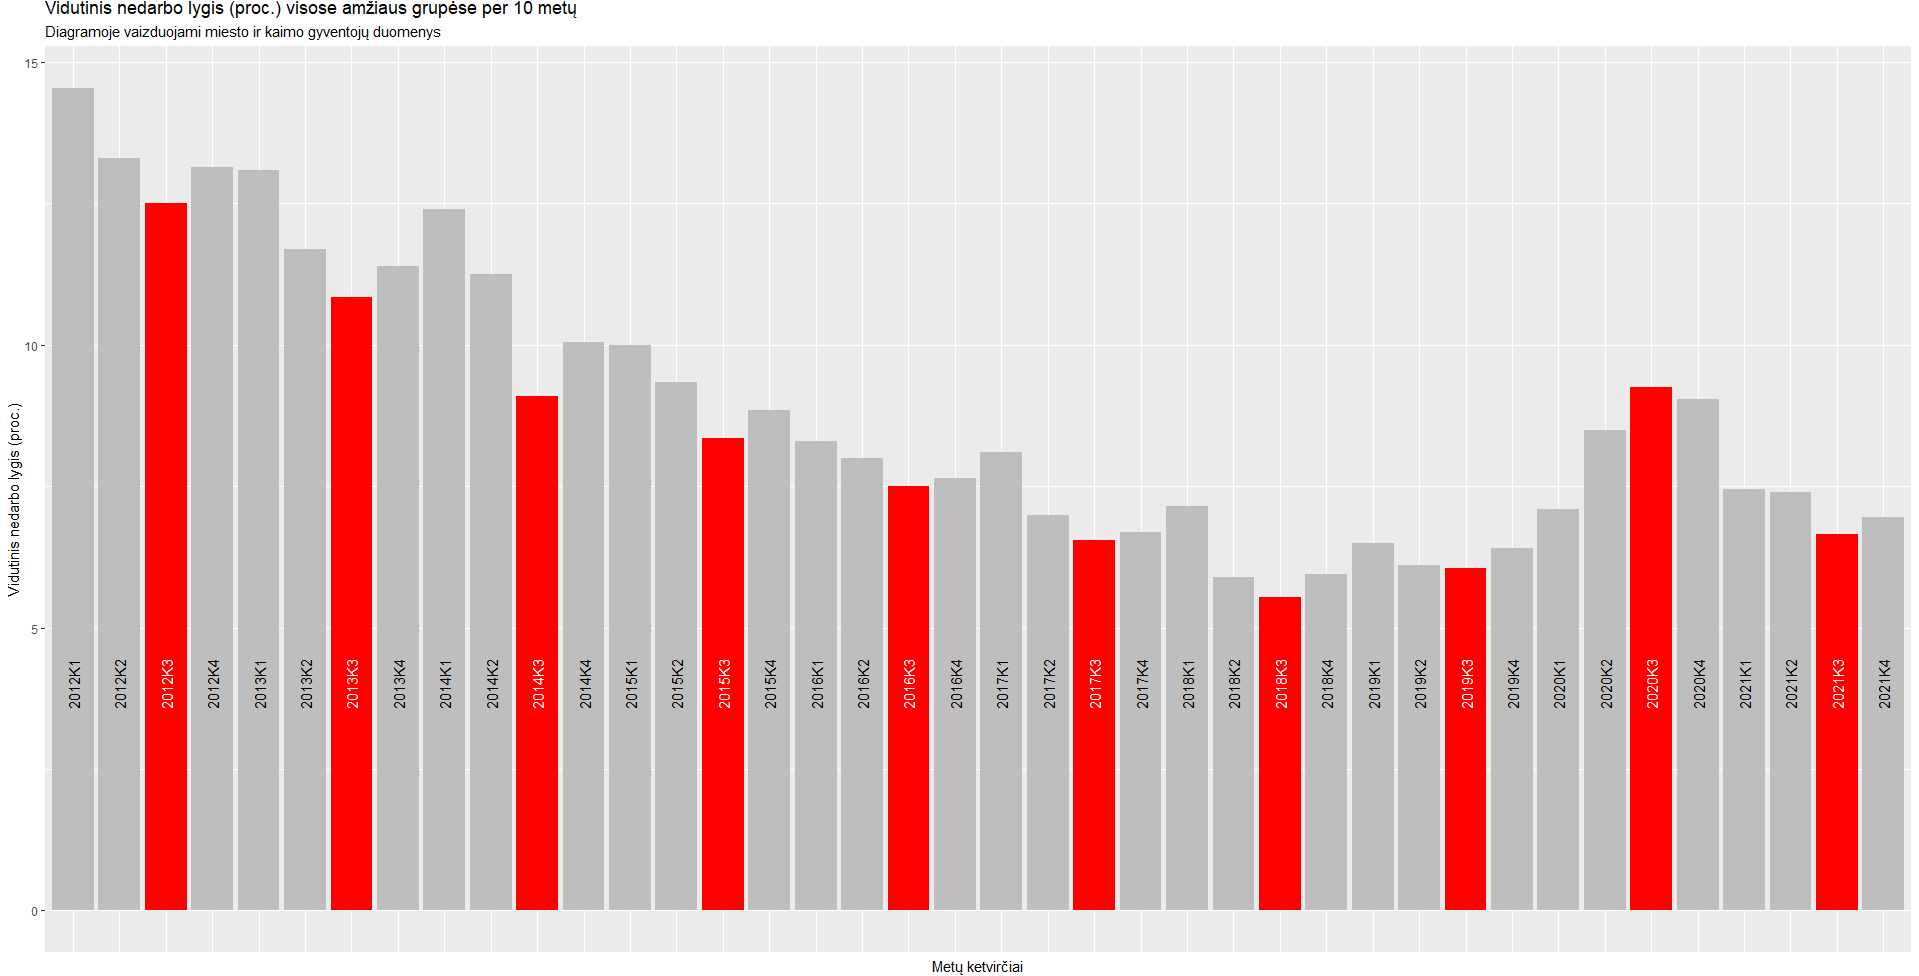 Vidutinis nedarbo lygis (proc.) visose amžiaus grupėse per 10 metų
Diagramoje vaizduojami miesto ir kaimo gyventojų duomenys
Vidutinis nedarbo lygis (proc.)
15
10
5
0
2012K1
2012K2
2012K3
2012K4
2013K1
2013K2
2013K3
2013K4
2014K1
2014K2
2014K3
2014K4
2015K1
2015K2
2015K3
2015K4
2016K1
2016K2
2016K3
2016K4
2017K1
2017K2
2017K3
2017K4
2018K1
2018K2
2018K3
2018K4
2019K1
2019K2
2019K3
2019K4
2020K1
2020K2
2020K3
2020K4
2021K1
2021K2
2021K3
2021K4
Metų ketvirčiai